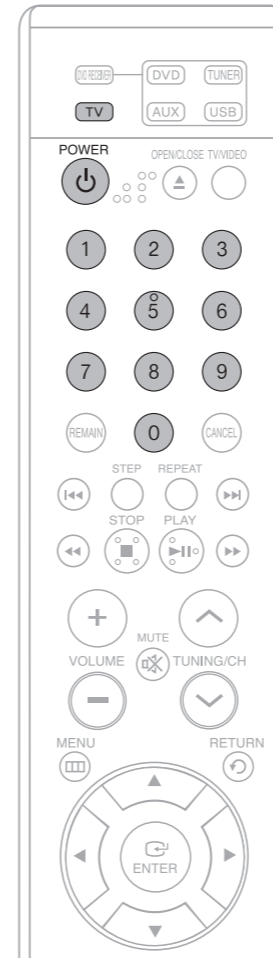 DVD RECEIVER DVD TUNER
TV AUX USB
POWER OPEN/CLOSE TV/VIDEO
1 2 3
4 5 6
7 8 9
REMAIN 0 CANCEL
STEP REPEAT
STOP PLAY
MUTE
VOLUME TUNING/CH
MENU RETURN
ENTER